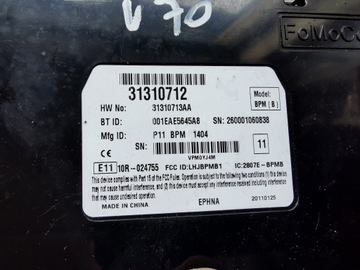 V70
FoMoCo
31310712
Model:
BPM ( B )
HW No: 31310713AA
BT ID: 001EAE5645A8 SN: 260001060838
Mfg ID: P11 BPM 1404
SN:
11
VPM0YJ4M
CE
E11 10R-024755 FCC ID:LHJBPMB1 IC:2807E-BPMB
This device complies with Part 15 of the FCC Rules. Operation is subject to the following two conditions: (1) this
device may not cause harmful interference, and (2) this device must accept any interference received, including interference
that may cause undesired operation.
MADE IN CHINA EPHNA 20110125